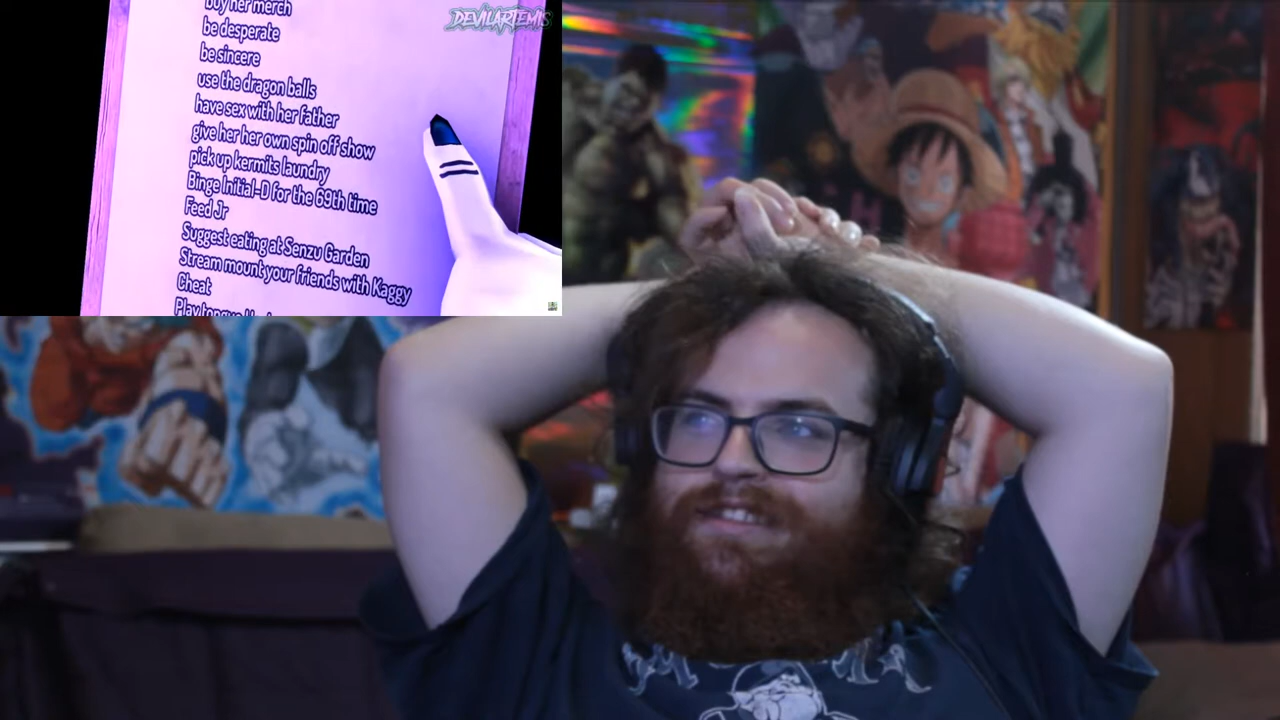 buy her merch
DEVILARTEMIS
be desperate
be sincere
use the dragon balls
have sex with her father
give her her own spin off show
pick up kermits laundry
Binge Initial-D for the 69th time
Feed Jr
Suggest eating at Senzu Garden
Stream mount your friends with Kaggy
Cheat